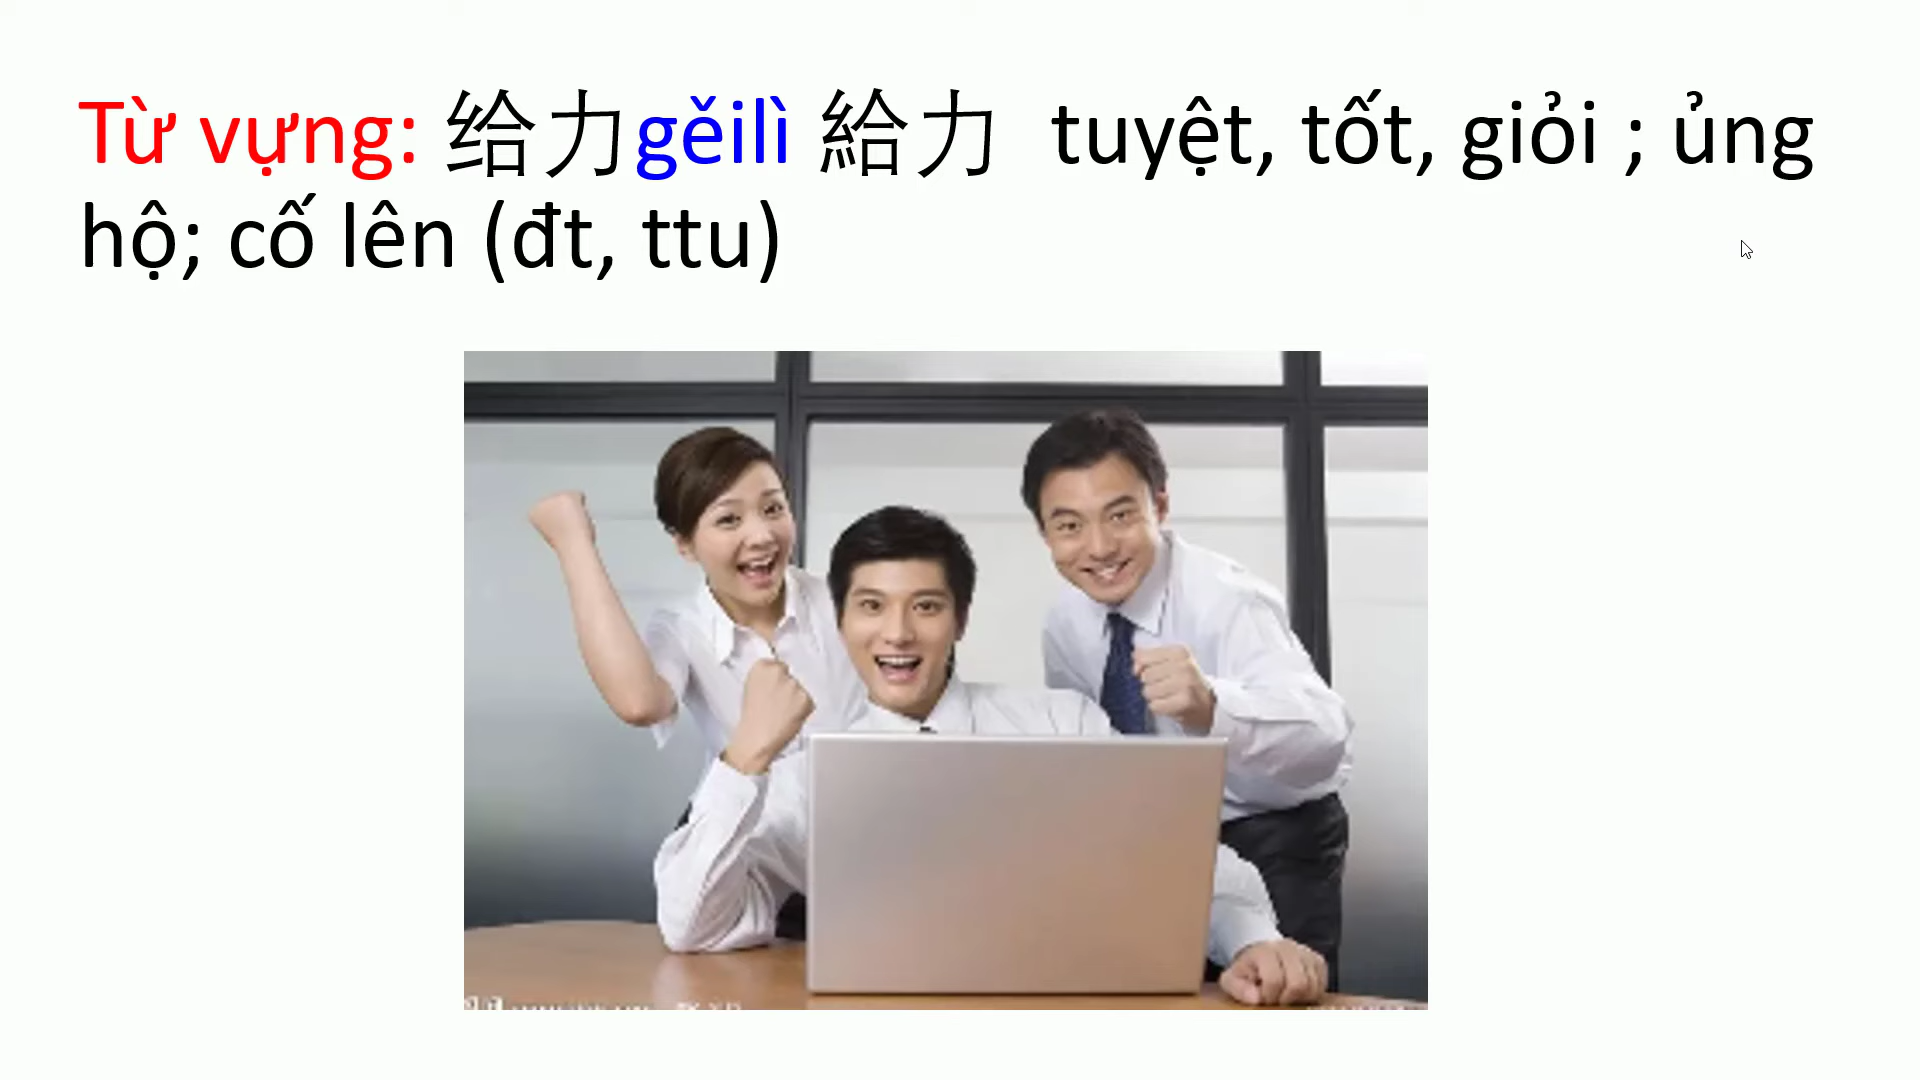 Từ vựng: 给力gěilì 給力 tuyệt, tốt, giỏi ; ủng
hộ; cố lên (đt, ttu)